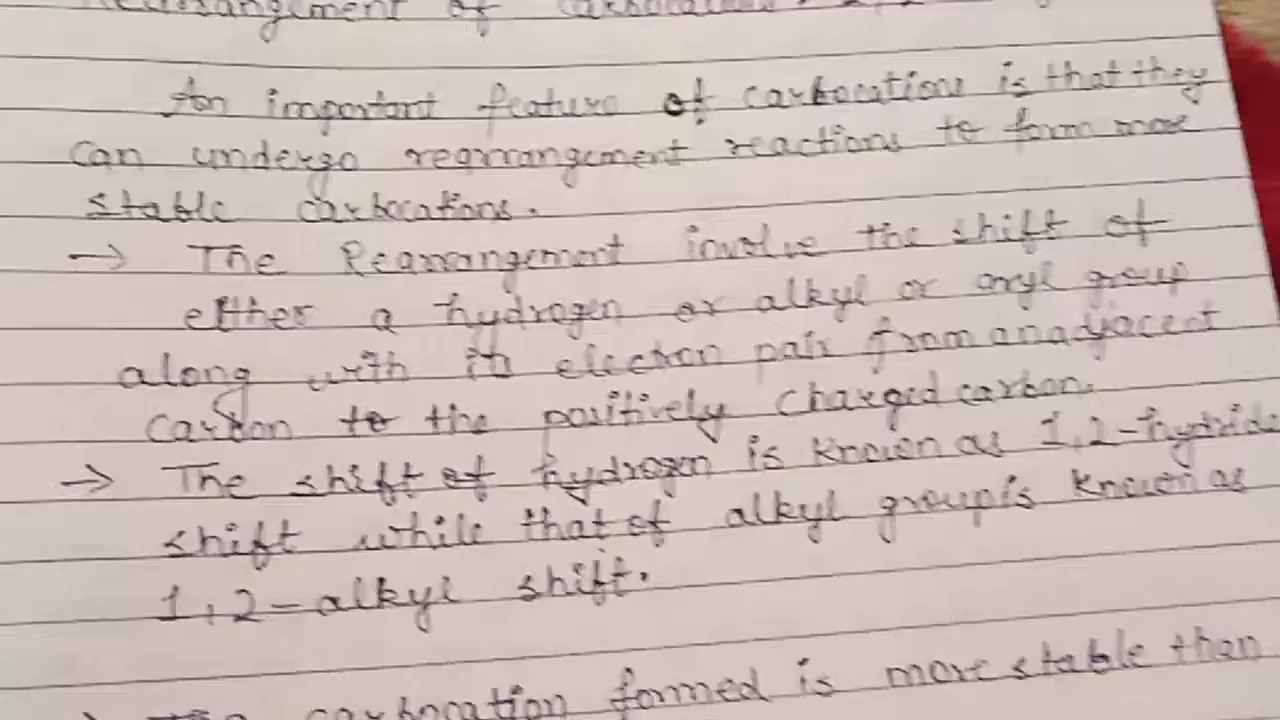 Rearrangement of
An important feature of carbocations is that they
can undergo rearrangement reactions to form more
stable carbocations.
→ The Rearrangement involve the shift of
either a hydrogen or alkyl or aryl group
along with its electron pair from an adjacent
carbon to the positively charged carbon.
→ The shift of hydrogen is known as 1,2-hydride
shift while that of alkyl group is known as
1,2-alkyl shift.
carbocation formed is more stable than